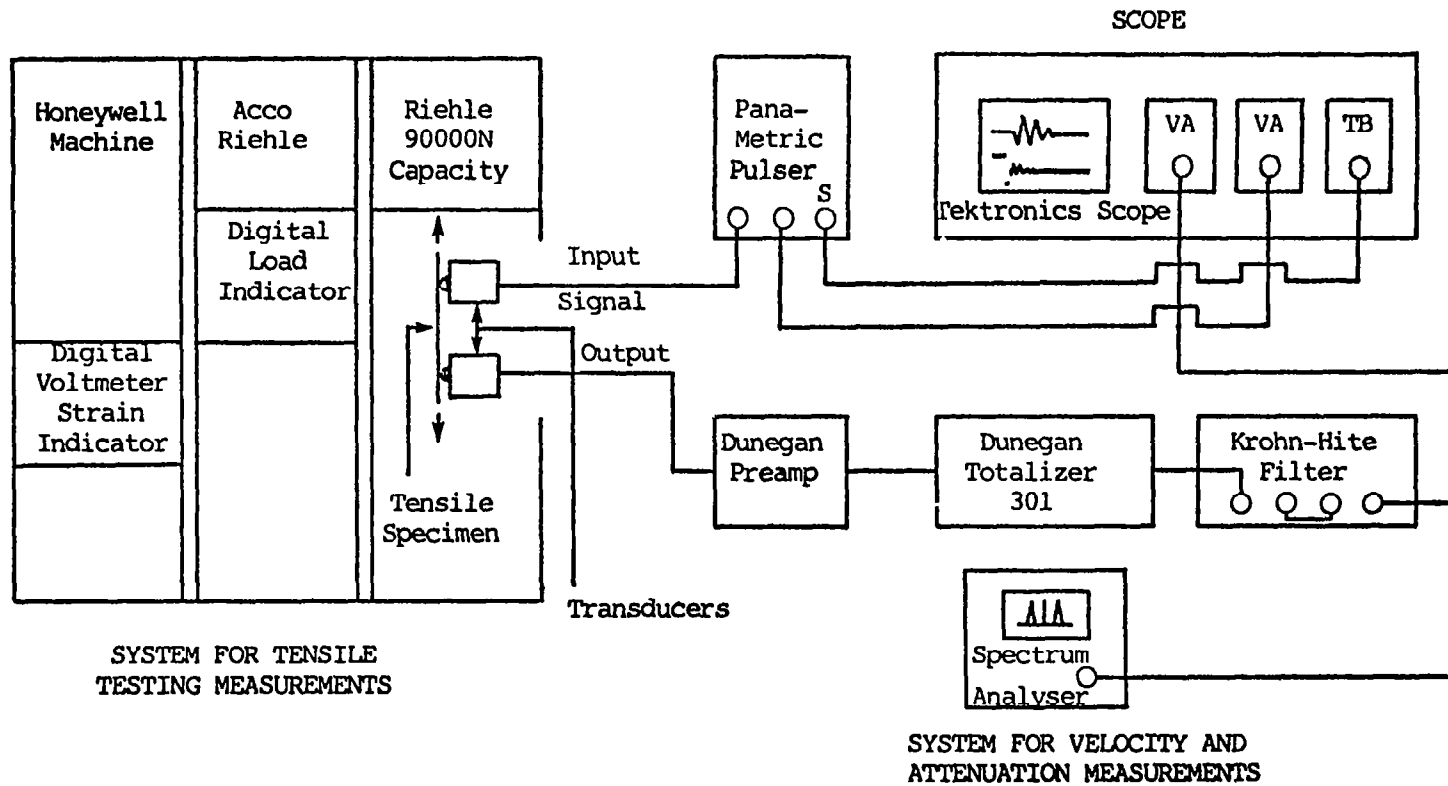 SCOPE
Honeywell
Machine
Acco
Riehle
Riehle
90000N
Capacity
Pana-
Metric
Pulser
S
VA
VA
TB
Tektronics Scope
Digital
Load
Indicator
Input
Signal
Output
Digital
Voltmeter
Strain
Indicator
Tensile
Specimen
Transducers
Dunegan
Preamp
Dunegan
Totalizer
301
Krohn-Hite
Filter
Spectrum
Analyser
SYSTEM FOR TENSILE
TESTING MEASUREMENTS
SYSTEM FOR VELOCITY AND
ATTENUATION MEASUREMENTS